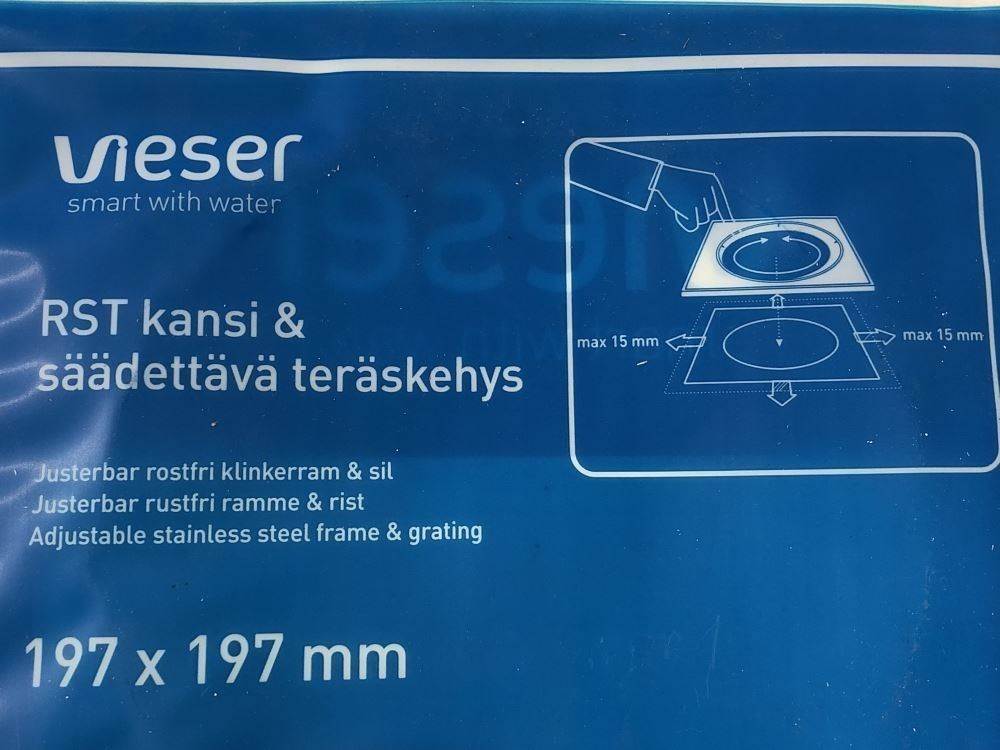 vieser
smart with water
RST kansi &
säädettävä teräskehys
max 15 mm
max 15 mm
Justerbar rostfri klinkerram & sil
Justerbar rustfri ramme & rist
Adjustable stainless steel frame & grating
197 x 197 mm